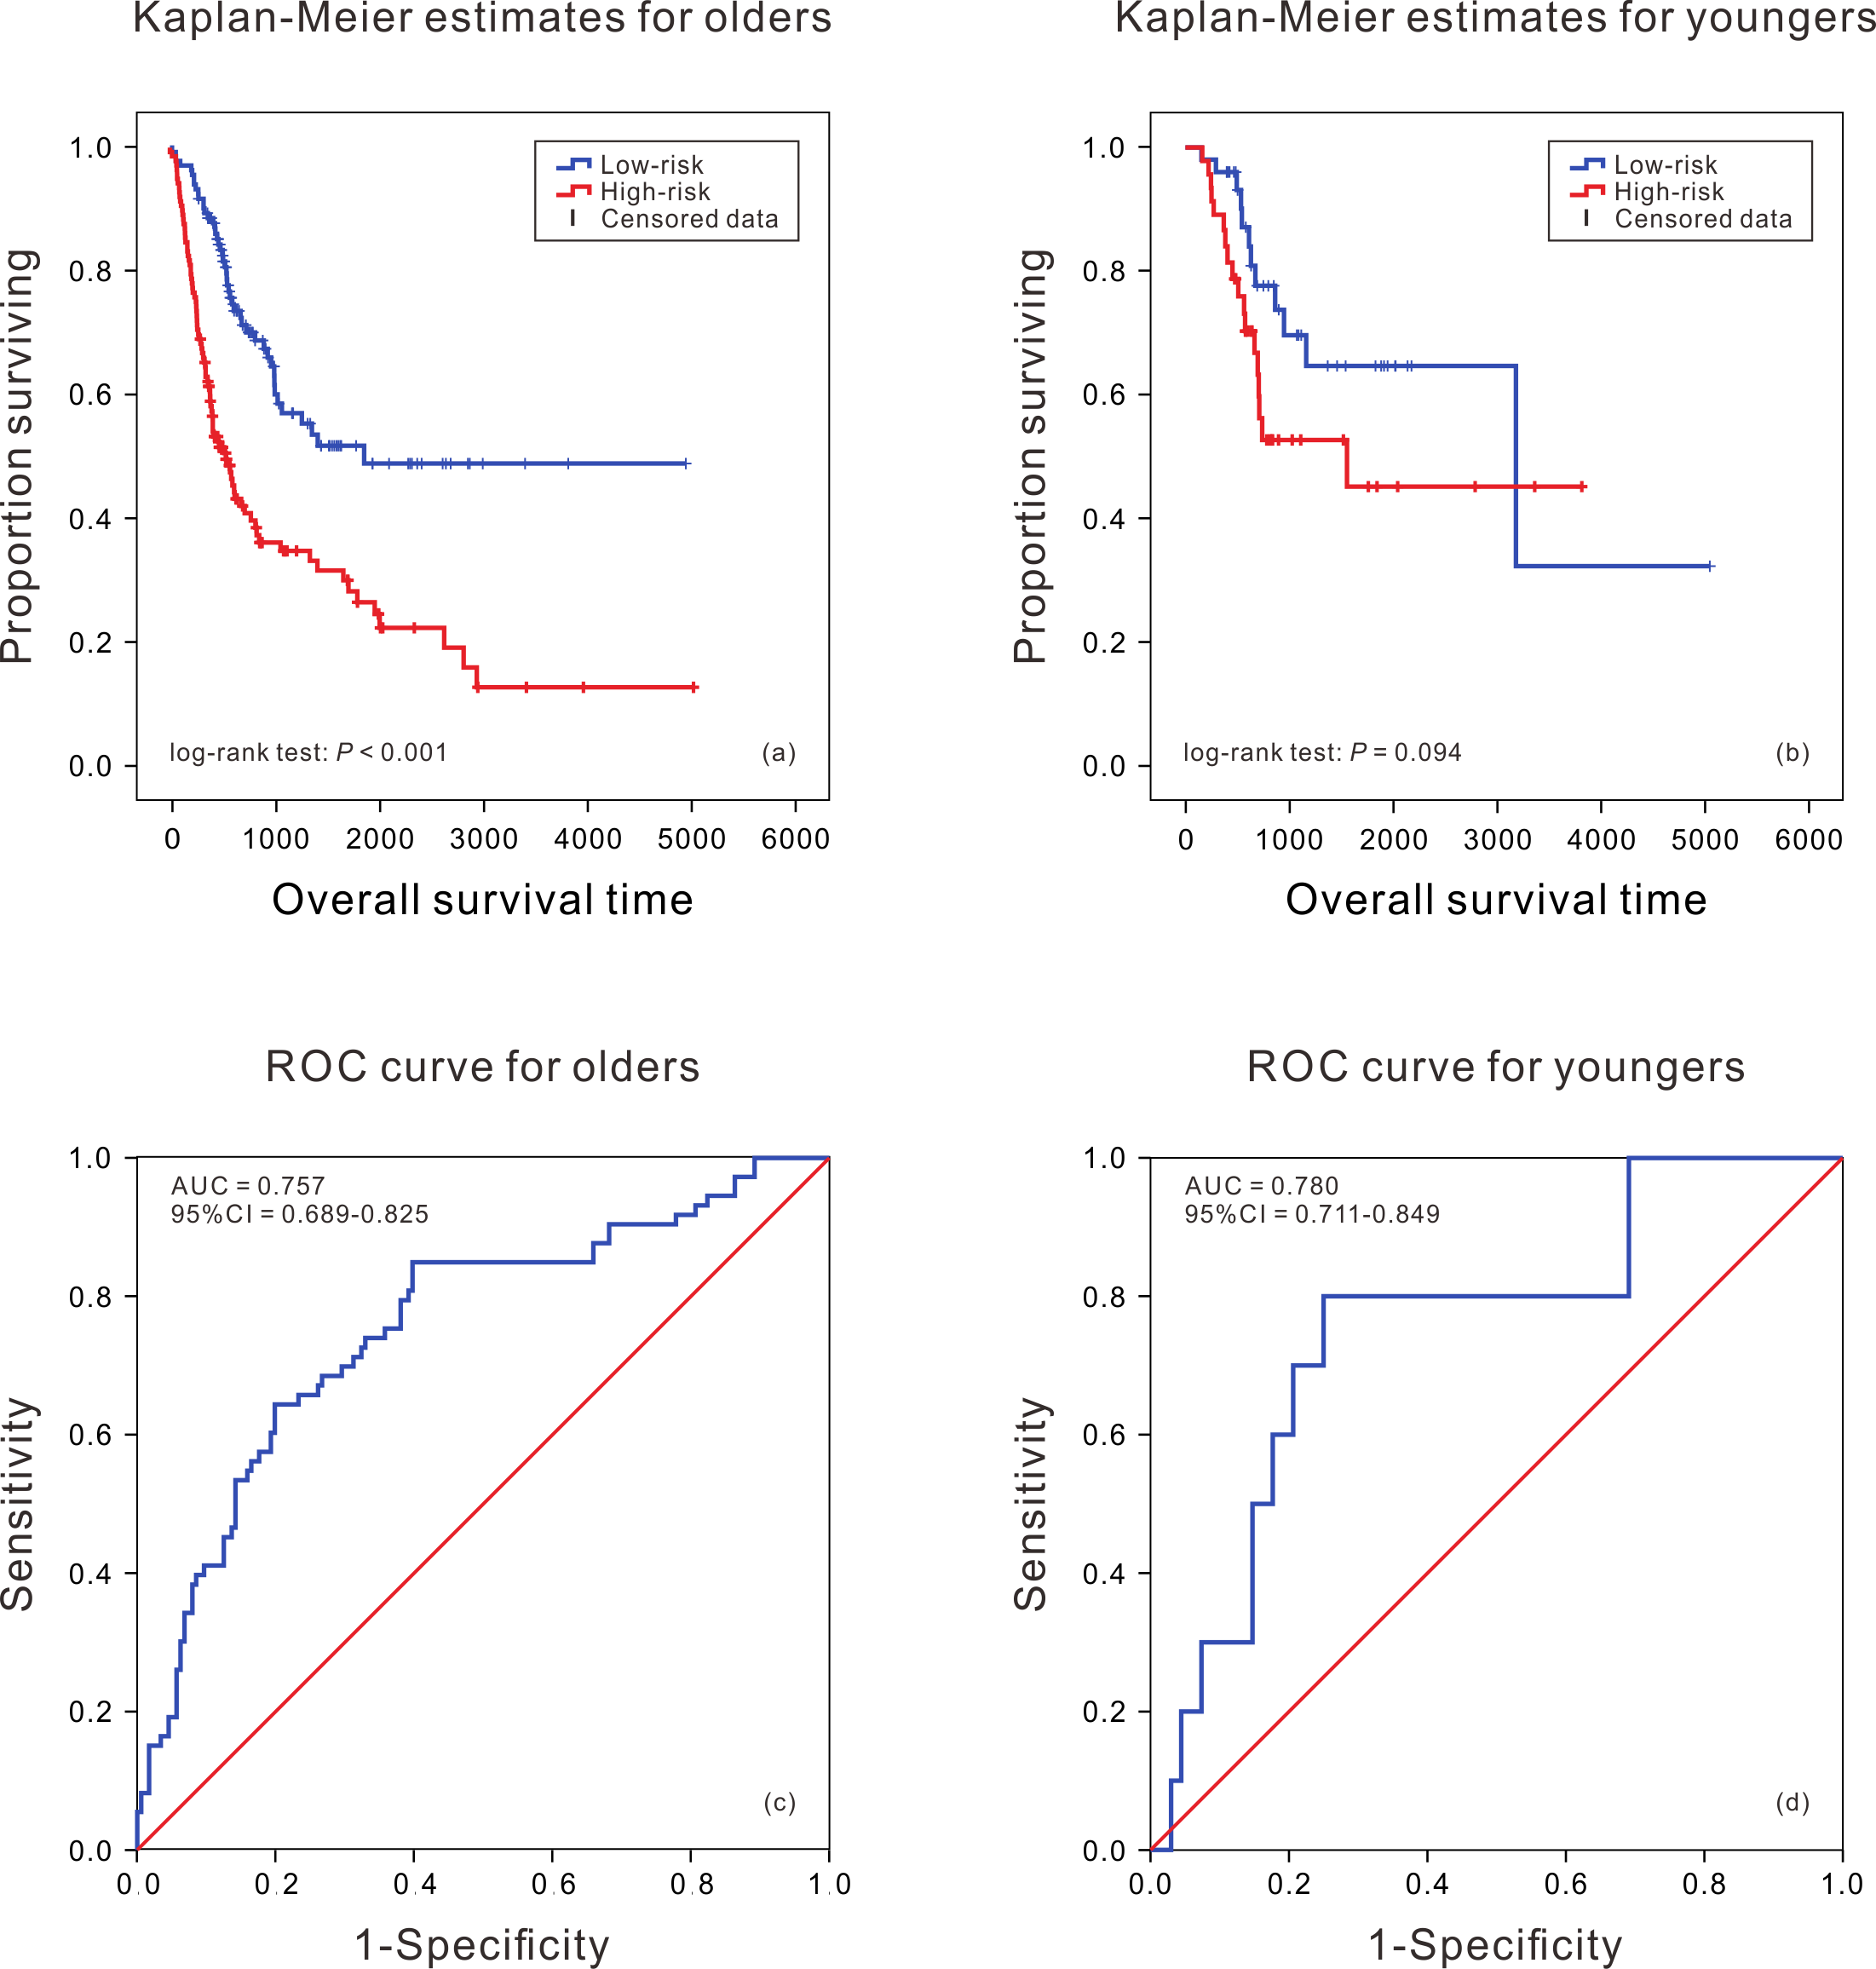 Kaplan-Meier estimates for olders
Proportion surviving
1.0
0.8
0.6
0.4
0.2
0.0
Low-risk
High-risk
Censored data
log-rank test: P < 0.001
(a)
0 1000 2000 3000 4000 5000 6000
Overall survival time
Kaplan-Meier estimates for youngers
Proportion surviving
1.0
0.8
0.6
0.4
0.2
0.0
Low-risk
High-risk
Censored data
log-rank test: P = 0.094
(b)
0 1000 2000 3000 4000 5000 6000
Overall survival time
ROC curve for olders
Sensitivity
1.0
0.8
0.6
0.4
0.2
0.0
AUC = 0.757
95%CI = 0.689-0.825
(c)
0.0 0.2 0.4 0.6 0.8 1.0
1-Specificity
ROC curve for youngers
Sensitivity
1.0
0.8
0.6
0.4
0.2
0.0
AUC = 0.780
95%CI = 0.711-0.849
(d)
0.0 0.2 0.4 0.6 0.8 1.0
1-Specificity